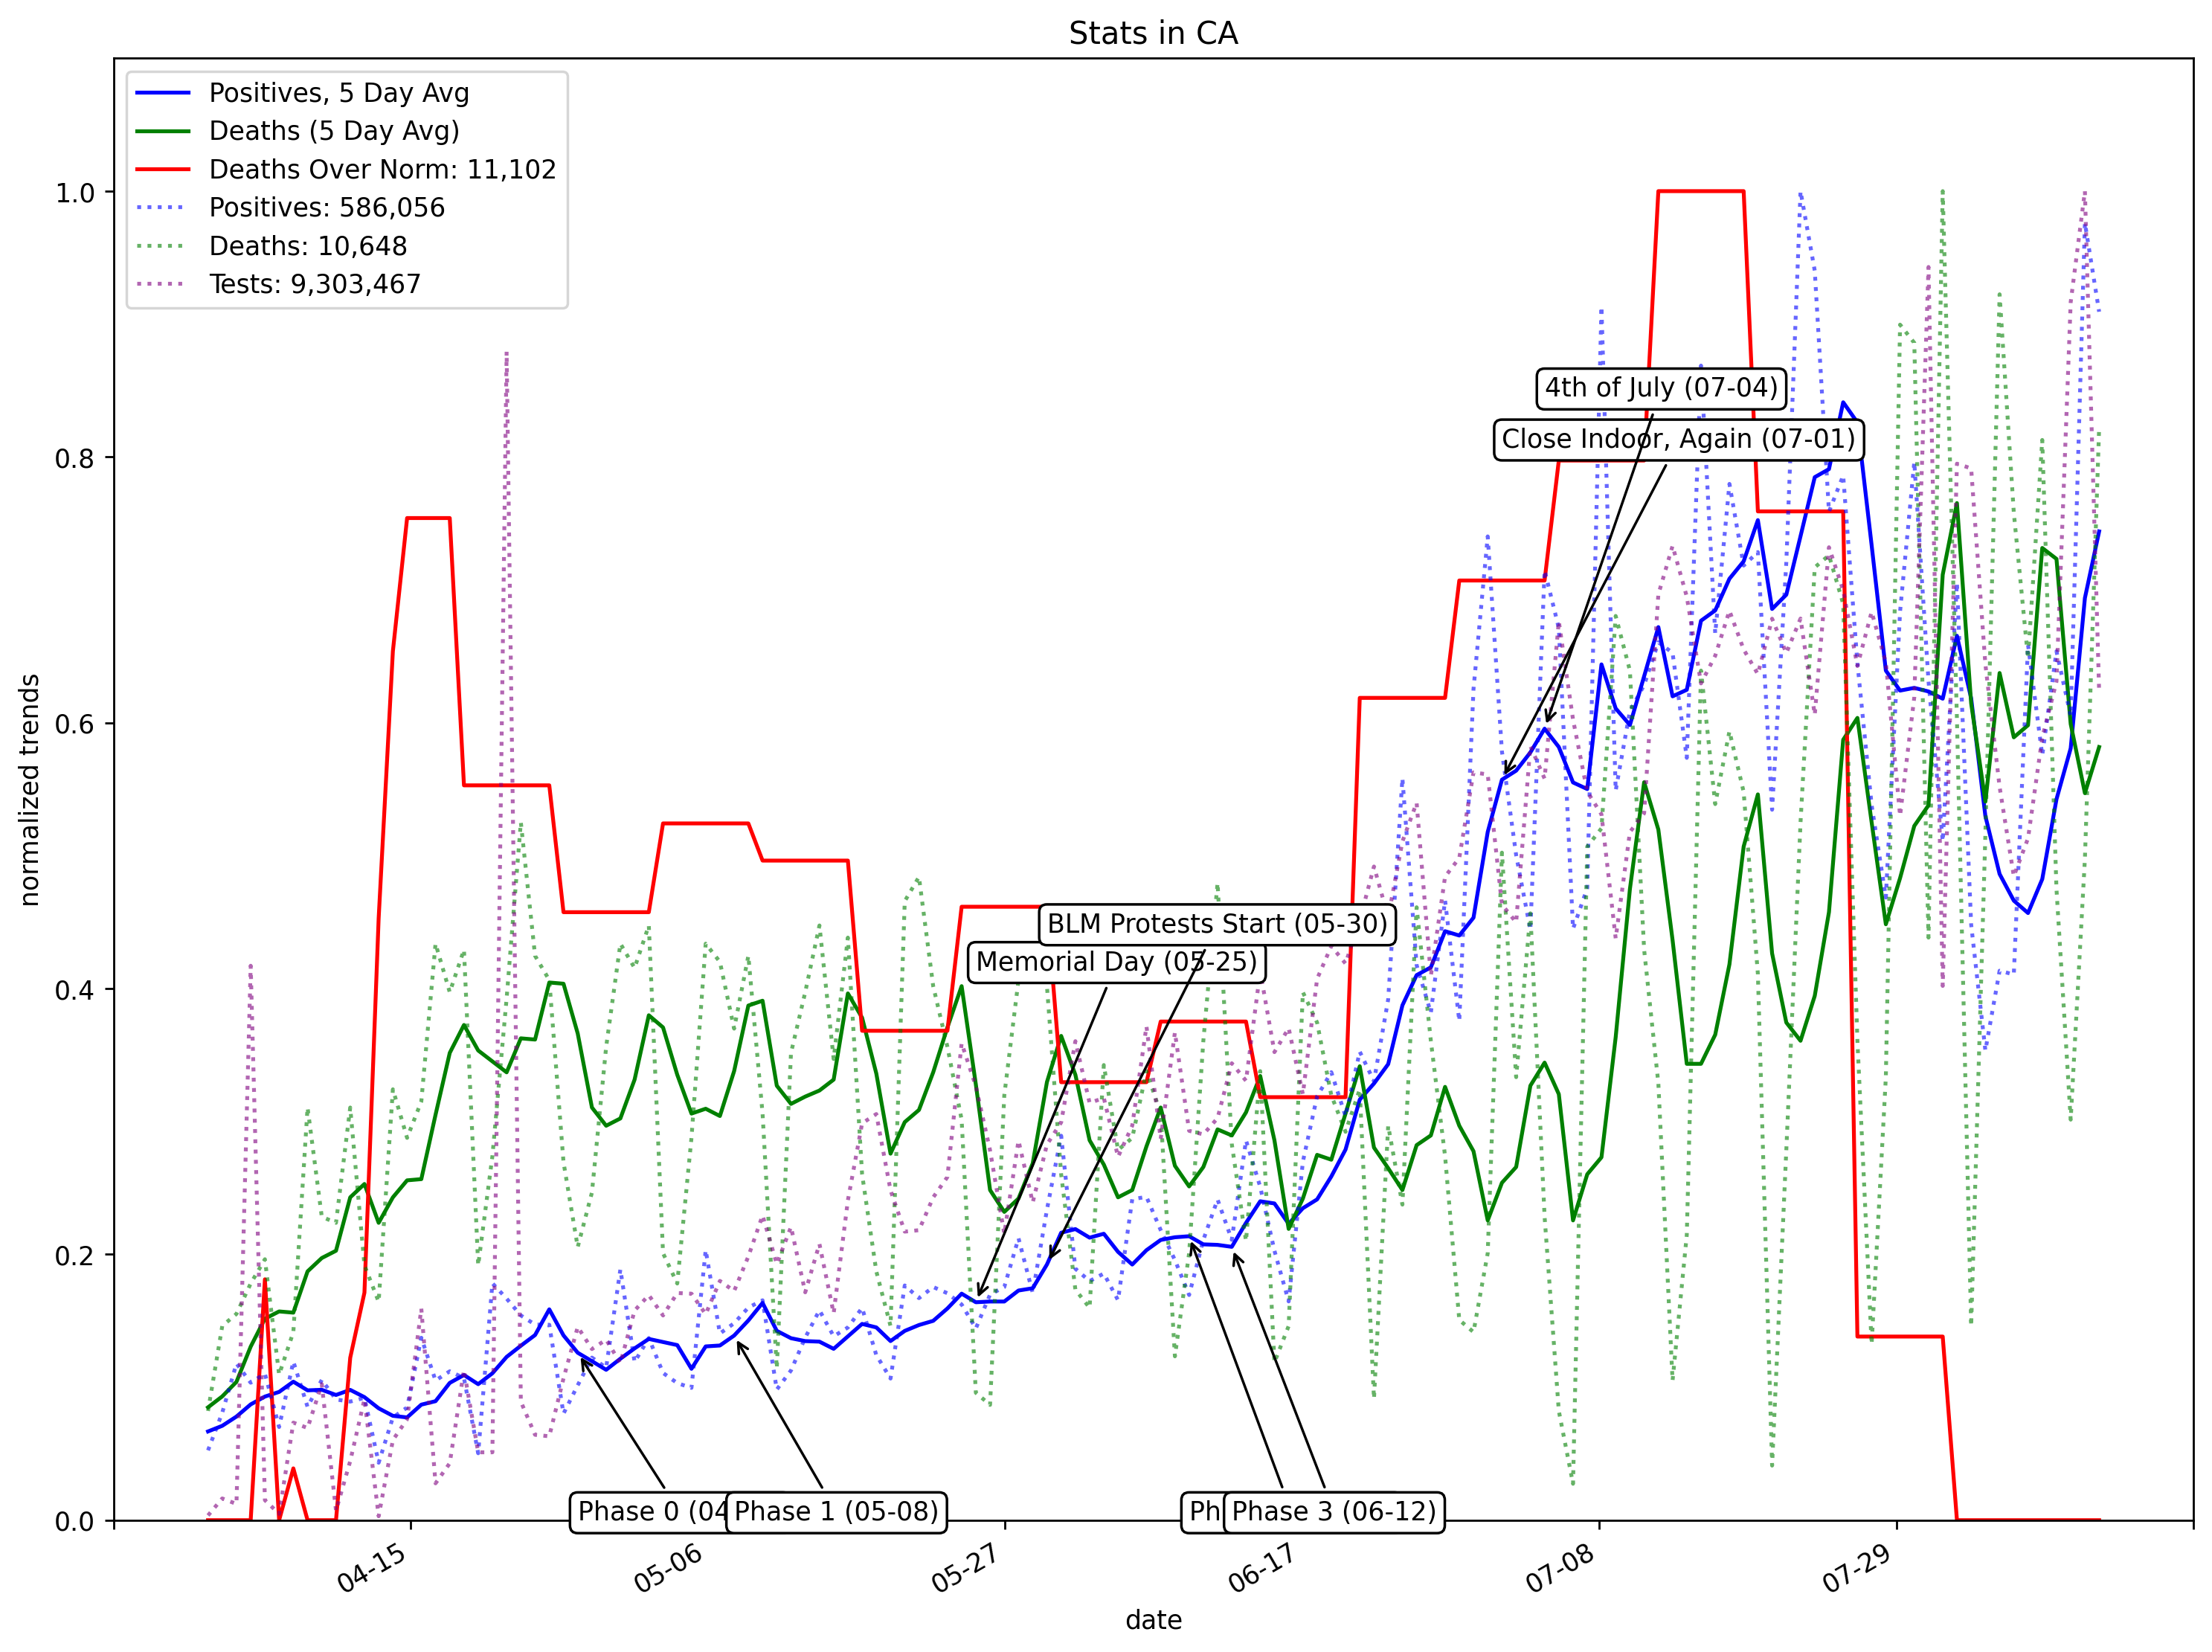 Stats in CA
Positives, 5 Day Avg
Deaths (5 Day Avg)
Deaths Over Norm: 11,102
Positives: 586,056
Deaths: 10,648
Tests: 9,303,467
1.0
0.8
0.6
0.4
0.2
0.0
normalized trends
4th of July (07-04)
Close Indoor, Again (07-01)
BLM Protests Start (05-30)
Memorial Day (05-25)
Phase 0 (04
Phase 1 (05-08)
Ph
Phase 3 (06-12)
04-15
05-06
05-27
06-17
07-08
07-29
date